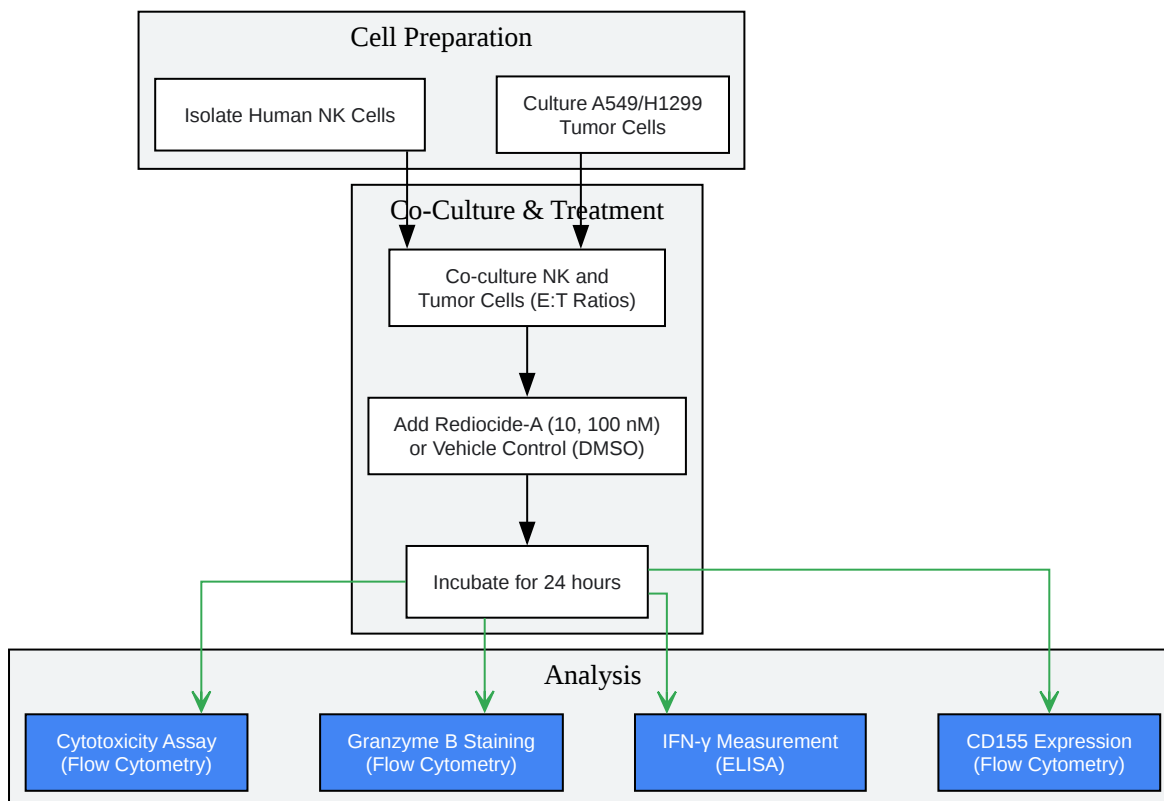 Cell Preparation
Isolate Human NK Cells
Culture A549/H1299
Tumor Cells
Co-Culture & Treatment
Co-culture NK and
Tumor Cells (E:T Ratios)
Add Rediocide-A (10, 100 nM)
or Vehicle Control (DMSO)
Incubate for 24 hours
Analysis
Cytotoxicity Assay
(Flow Cytometry)
Granzyme B Staining
(Flow Cytometry)
IFN-γ Measurement
(ELISA)
CD155 Expression
(Flow Cytometry)